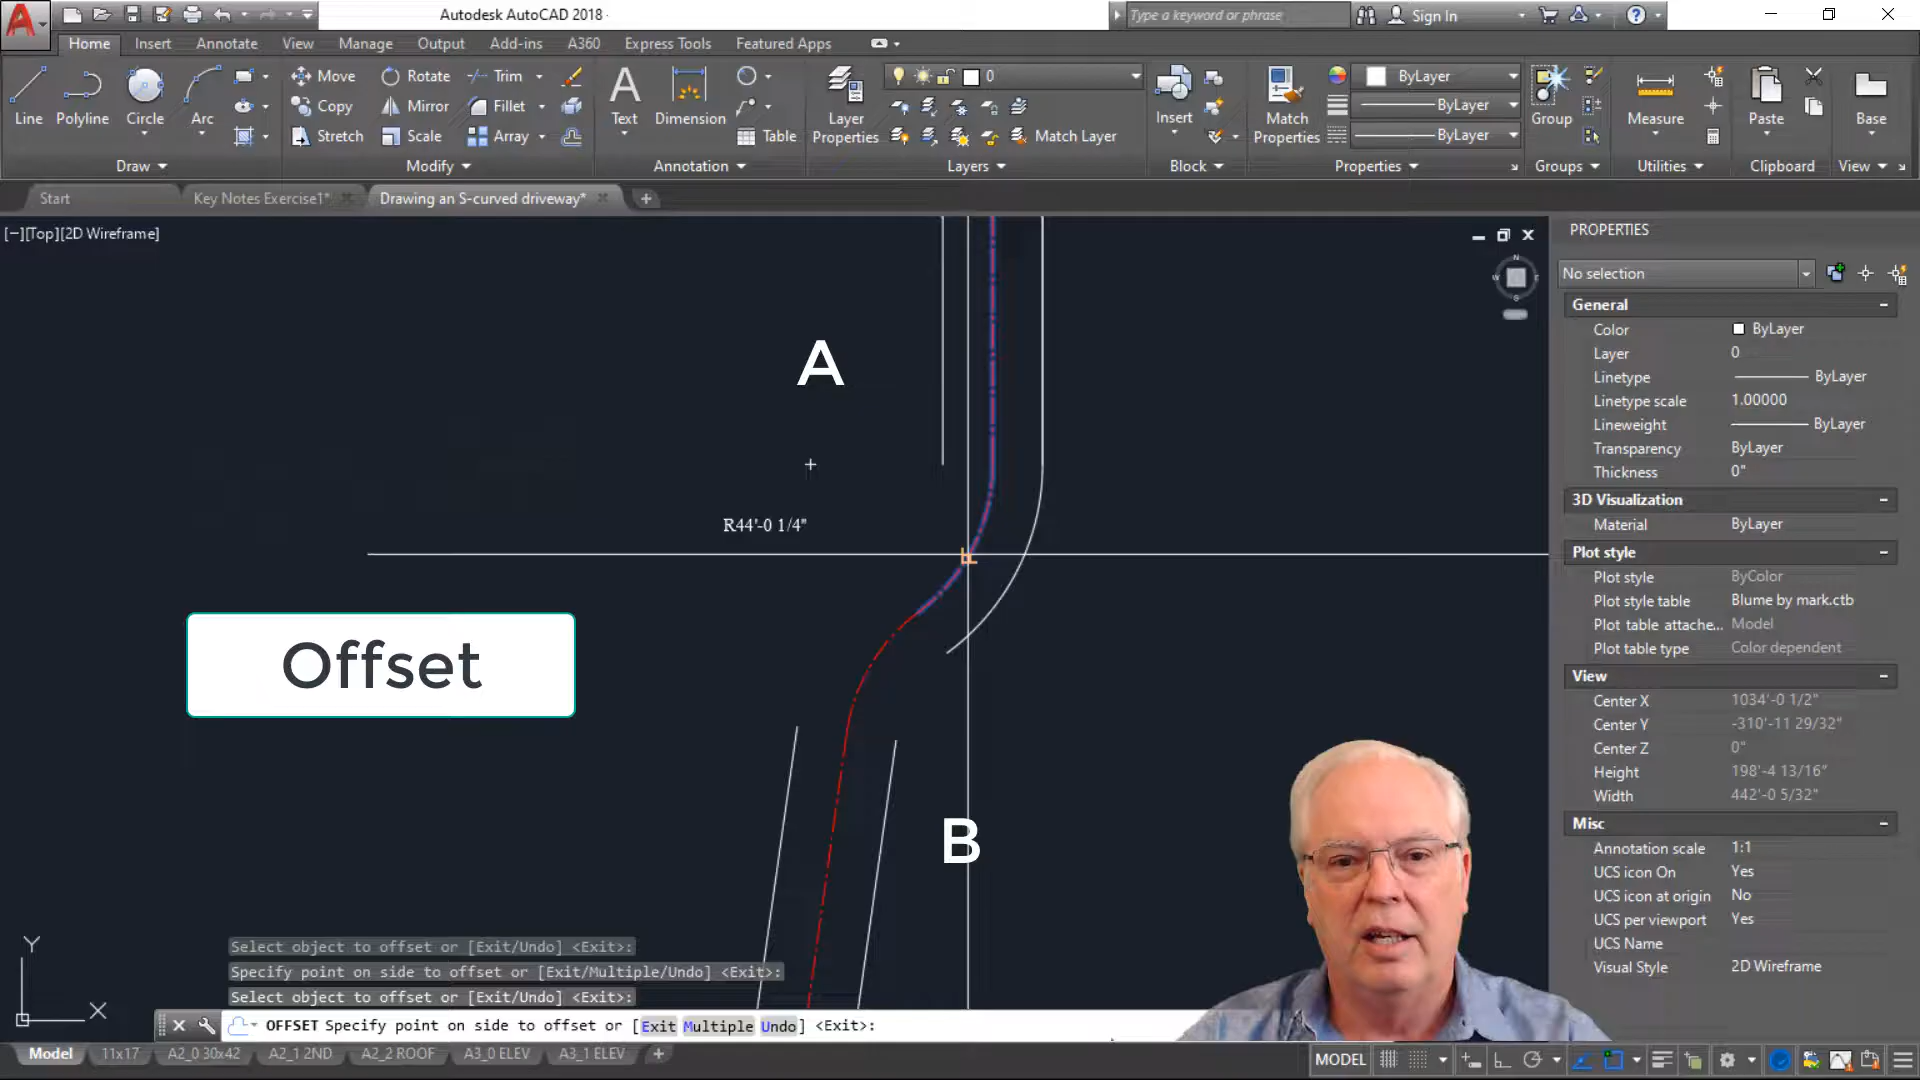 Autodesk AutoCAD 2018
Type a keyword or phrase
Sign In
Home Insert Annotate View Manage Output Add-ins A360 Express Tools Featured Apps
Line Polyline Circle Arc
Move Rotate Trim
Copy Mirror Fillet
Stretch Scale Array
Text Dimension Table
Layer Properties
0
Match Layer
Insert
Match Properties
ByLayer
ByLayer
ByLayer
Group Measure Paste Base
Draw Modify Annotation Layers Block Properties Groups Utilities Clipboard View
Start Key Notes Exercise1* Drawing an S-curved driveway*
[−][Top][2D Wireframe]
N
W
S
A
R44'-0 1/4"
Offset
B
Y
X
PROPERTIES
No selection
General
Color ByLayer
Layer 0
Linetype ByLayer
Linetype scale 1.00000
Lineweight ByLayer
Transparency ByLayer
Thickness 0"
3D Visualization
Material ByLayer
Plot style
Plot style ByColor
Plot style table Blume by mark.ctb
Plot table attache... Model
Plot table type Color dependent
View
Center X 1034'-0 1/2"
Center Y -310'-11 29/32"
Center Z 0"
Height 198'-4 13/16"
Width 442'-0 5/32"
Misc
Annotation scale 1:1
UCS icon On Yes
UCS icon at origin No
UCS per viewport Yes
UCS Name
Visual Style 2D Wireframe
Select object to offset or [Exit/Undo] <Exit>:
Specify point on side to offset or [Exit/Multiple/Undo] <Exit>:
Select object to offset or [Exit/Undo] <Exit>:
OFFSET Specify point on side to offset or [Exit Multiple Undo] <Exit>:
Model 11x17 A2_0 30x42 A2_1 2ND A2_2 ROOF A3_0 ELEV A3_1 ELEV
MODEL